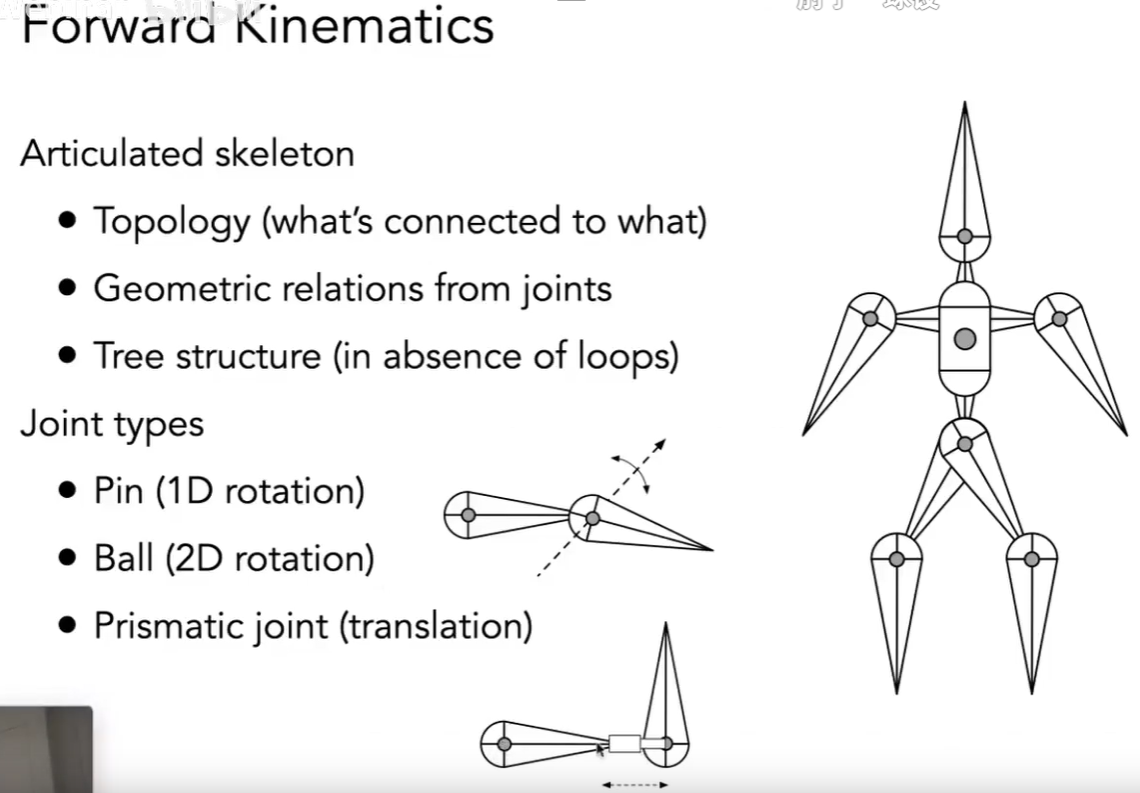 Forward Kinematics
Articulated skeleton
● Topology (what's connected to what)
● Geometric relations from joints
● Tree structure (in absence of loops)
Joint types
● Pin (1D rotation)
● Ball (2D rotation)
● Prismatic joint (translation)